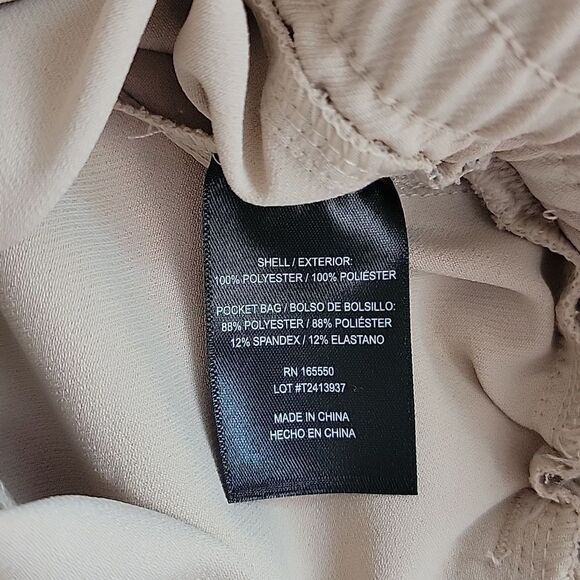 SHELL / EXTERIOR:
100% POLYESTER / 100% POLIÉSTER
POCKET BAG / BOLSO DE BOLSILLO:
88% POLYESTER / 88% POLIÉSTER
12% SPANDEX / 12% ELASTANO
RN 165550
LOT #T2413937
MADE IN CHINA
HECHO EN CHINA